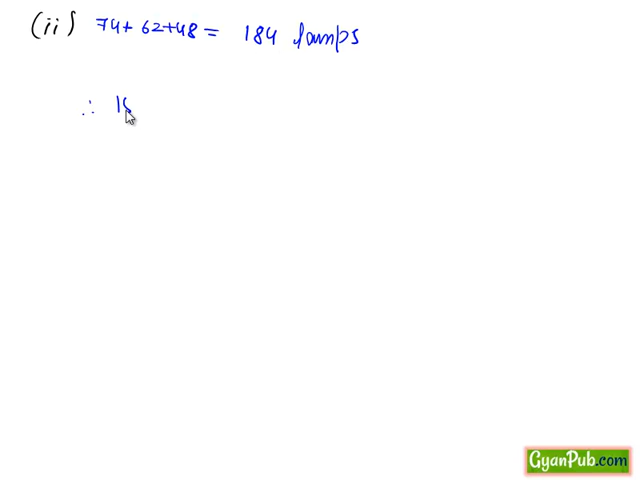 (ii) 74+ 62+48 = 184 lamps
∴ 18
GyanPub.com